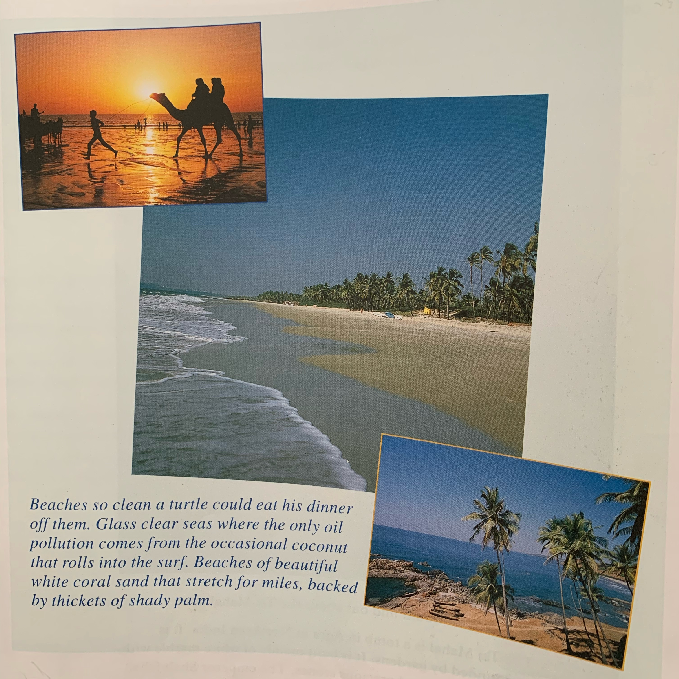 Beaches so clean a turtle could eat his dinner
off them. Glass clear seas where the only oil
pollution comes from the occasional coconut
that rolls into the surf. Beaches of beautiful
white coral sand that stretch for miles, backed
by thickets of shady palm.